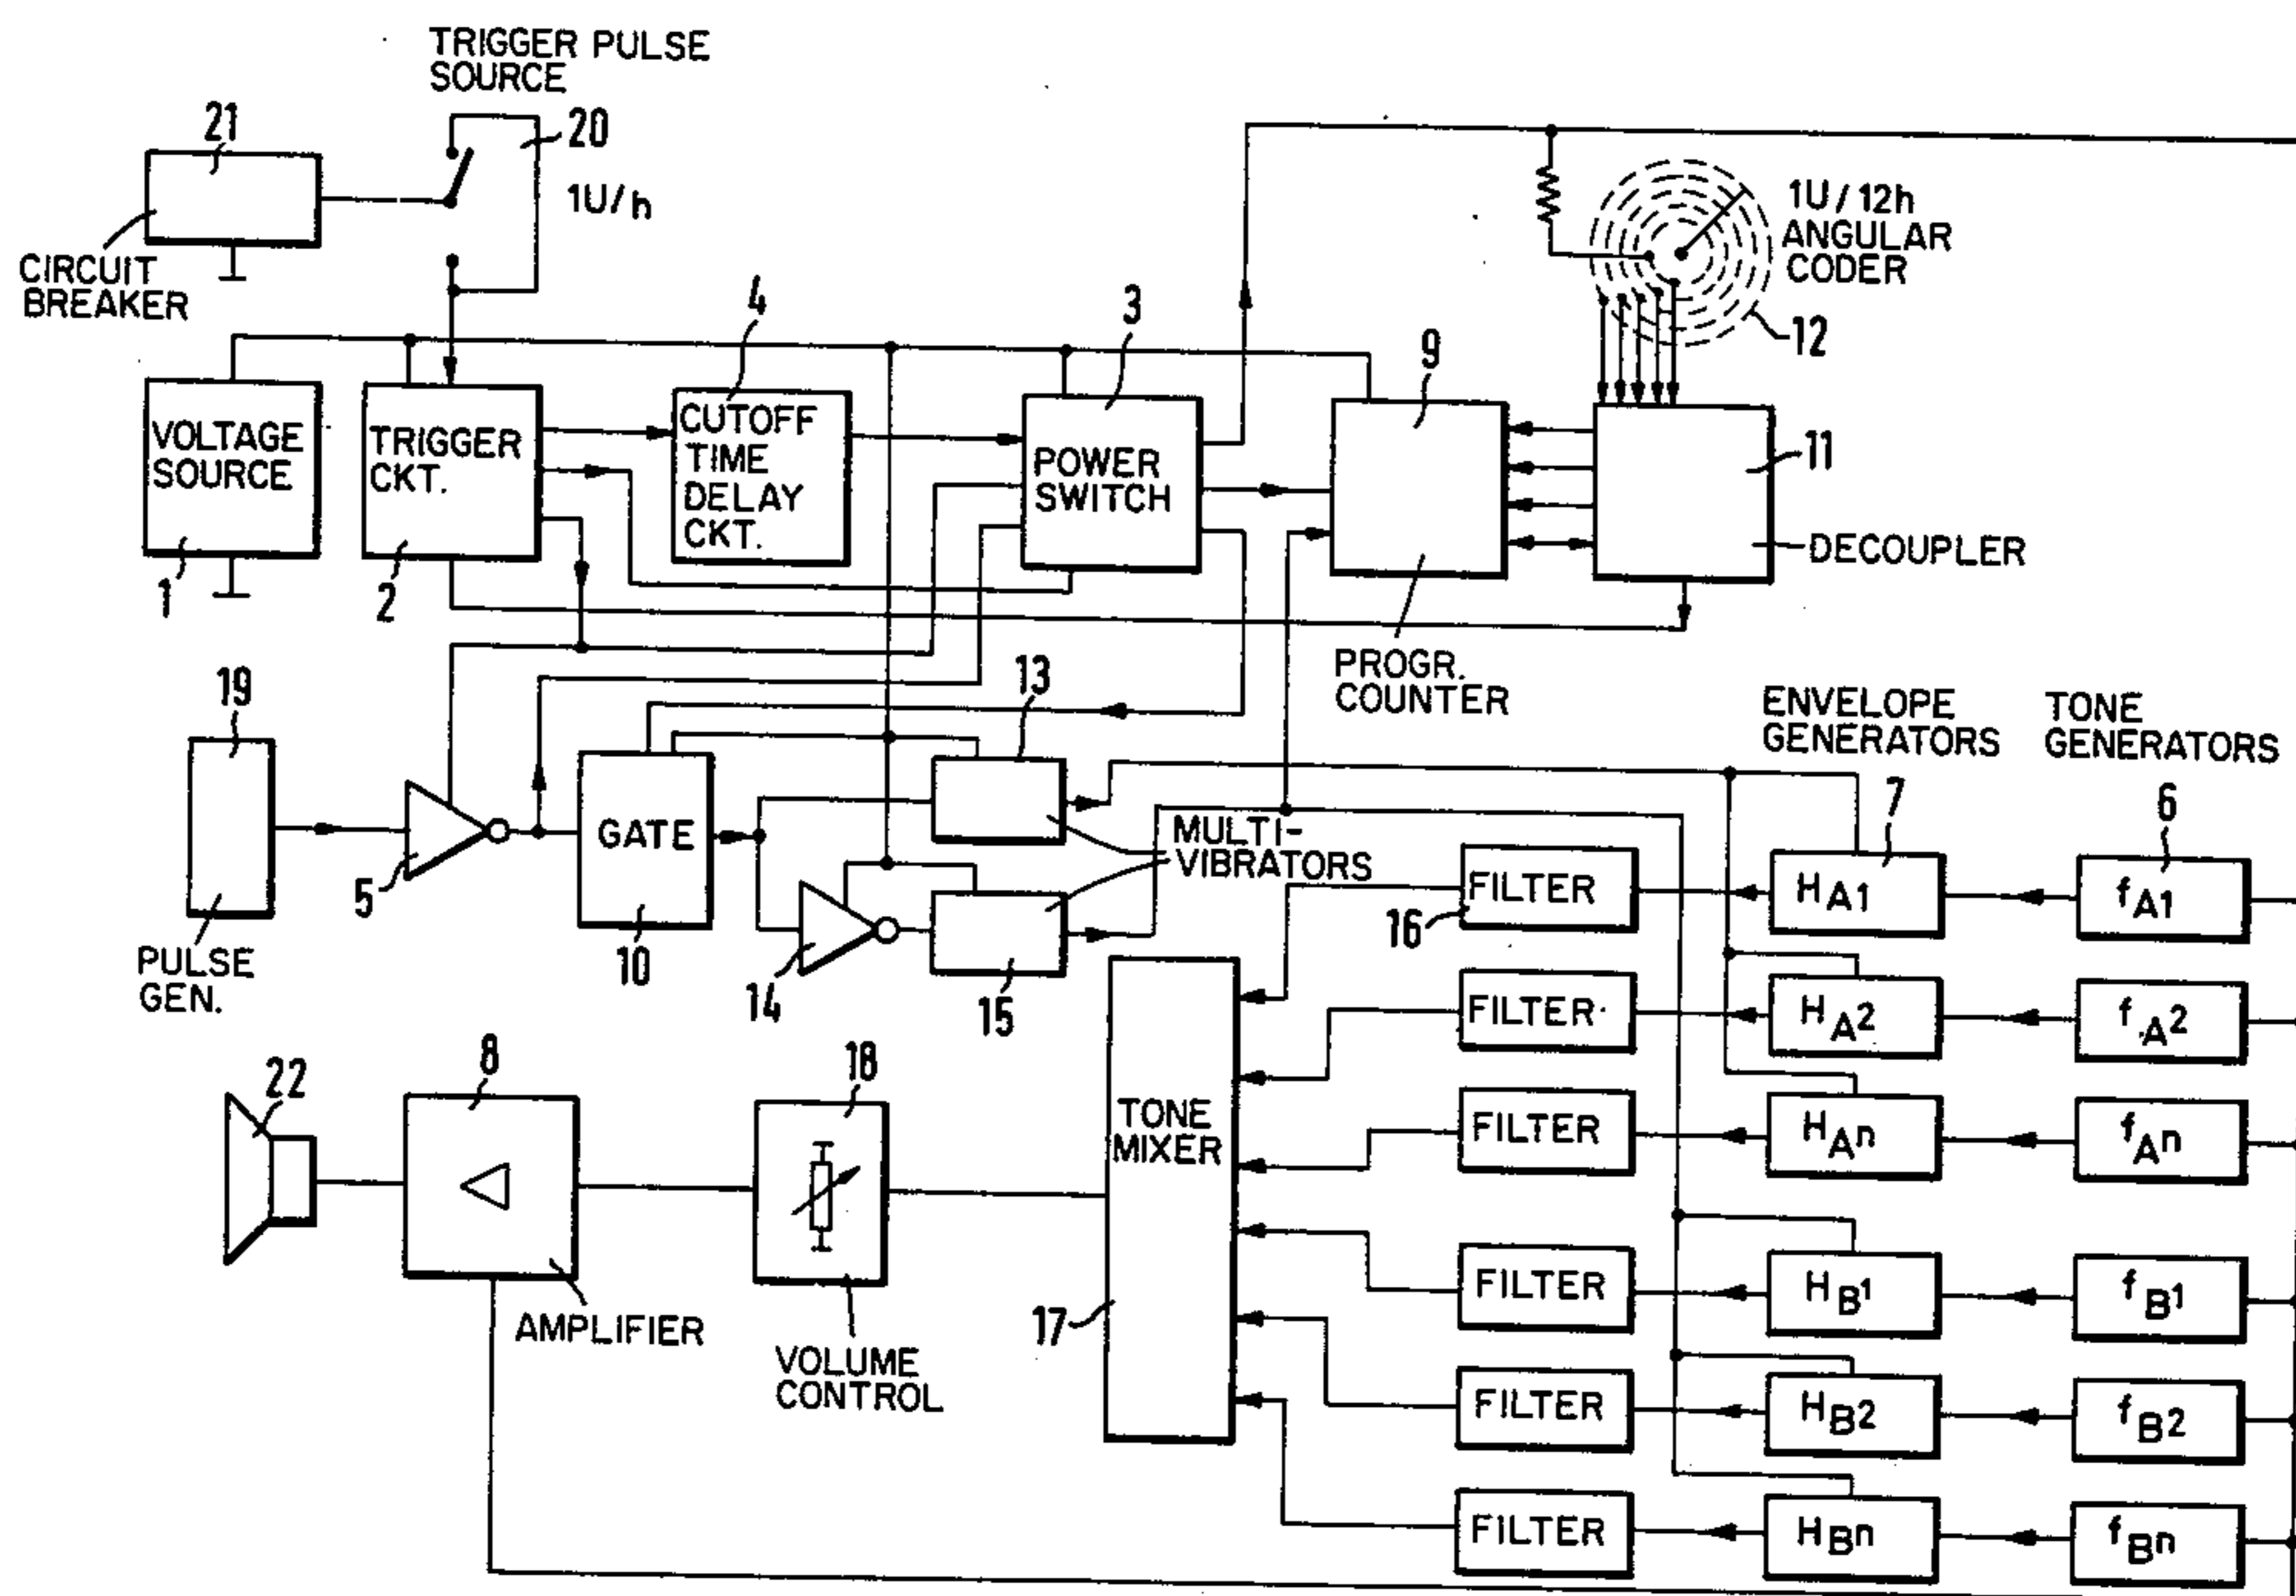 TRIGGER PULSE
SOURCE
21
20
1U/h
CIRCUIT
BREAKER
1U / 12h
ANGULAR
CODER
12
4
3
9
VOLTAGE
SOURCE
TRIGGER
CKT.
CUTOFF
TIME
DELAY
CKT.
POWER
SWITCH
11
DECOUPLER
1
2
PROGR.
COUNTER
19
13
ENVELOPE
GENERATORS
TONE
GENERATORS
7
6
GATE
MULTI-
VIBRATORS
5
10
14
15
PULSE
GEN.
FILTER
16
HA1
fA1
FILTER
HA2
fA2
FILTER
HAn
fAn
FILTER
HB1
fB1
FILTER
HB2
fB2
FILTER
HBn
fBn
22
8
18
TONE
MIXER
17
AMPLIFIER
VOLUME
CONTROL